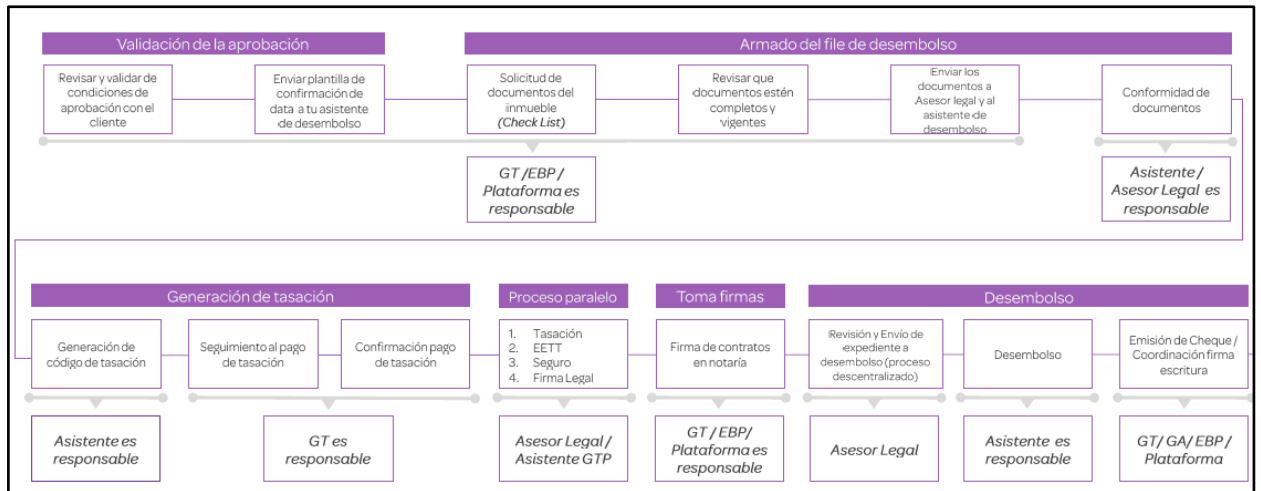 Validación de la aprobación
Armado del file de desembolso
Revisar y validar de
condiciones de
aprobación con el
cliente
Enviar plantilla de
confirmación de
data a tu asistente
de desembolso
Solicitud de
documentos del
inmueble
(Check List)
Revisar que
documentos estén
completos y
vigentes
Enviar los
documentos a
Asesor legal y al
asistente de
desembolso
Conformidad de
documentos
GT /EBP /
Plataforma es
responsable
Asistente /
Asesor Legal es
responsable
Generación de tasación
Proceso paralelo
Toma firmas
Desembolso
Generación de
código de tasación
Seguimiento al pago
de tasación
Confirmación pago
de tasación
1. Tasación
2. EETT
3. Seguro
4. Firma Legal
Firma de contratos
en notaría
Revisión y Envío de
expediente a
desembolso (proceso
descentralizado)
Desembolso
Emisión de Cheque /
Coordinación firma
escritura
Asistente es
responsable
GT es
responsable
Asesor Legal /
Asistente GTP
GT / EBP/
Plataforma es
responsable
Asesor Legal
Asistente es
responsable
GT/ GA/ EBP /
Plataforma